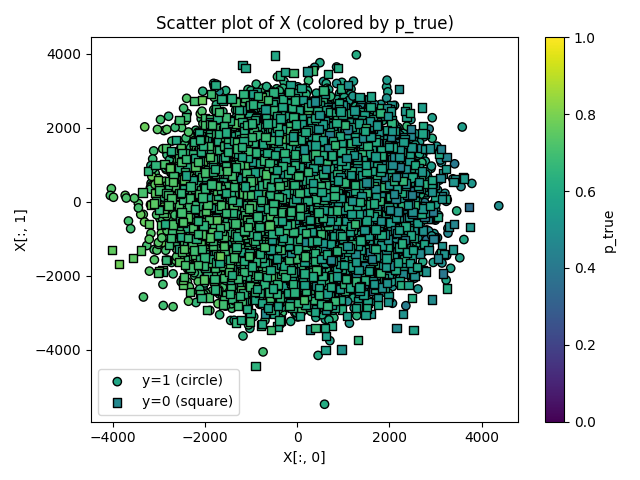 Scatter plot of X (colored by p_true)
4000
2000
0
−2000
−4000
X[:, 1]
y=1 (circle)
y=0 (square)
−4000 −2000 0 2000 4000
X[:, 0]
1.0
0.8
0.6
0.4
0.2
0.0
p_true